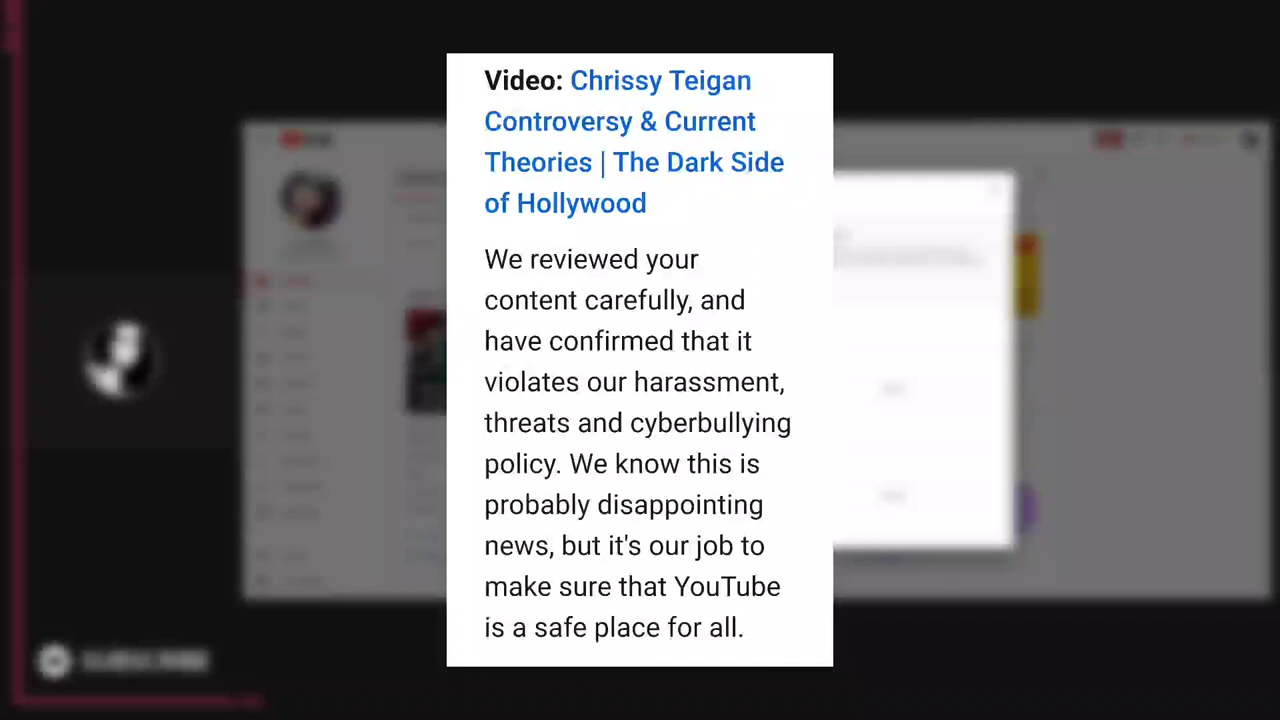 Video: Chrissy Teigan
Controversy & Current
Theories | The Dark Side
of Hollywood
We reviewed your
content carefully, and
have confirmed that it
violates our harassment,
threats and cyberbullying
policy. We know this is
probably disappointing
news, but it's our job to
make sure that YouTube
is a safe place for all.